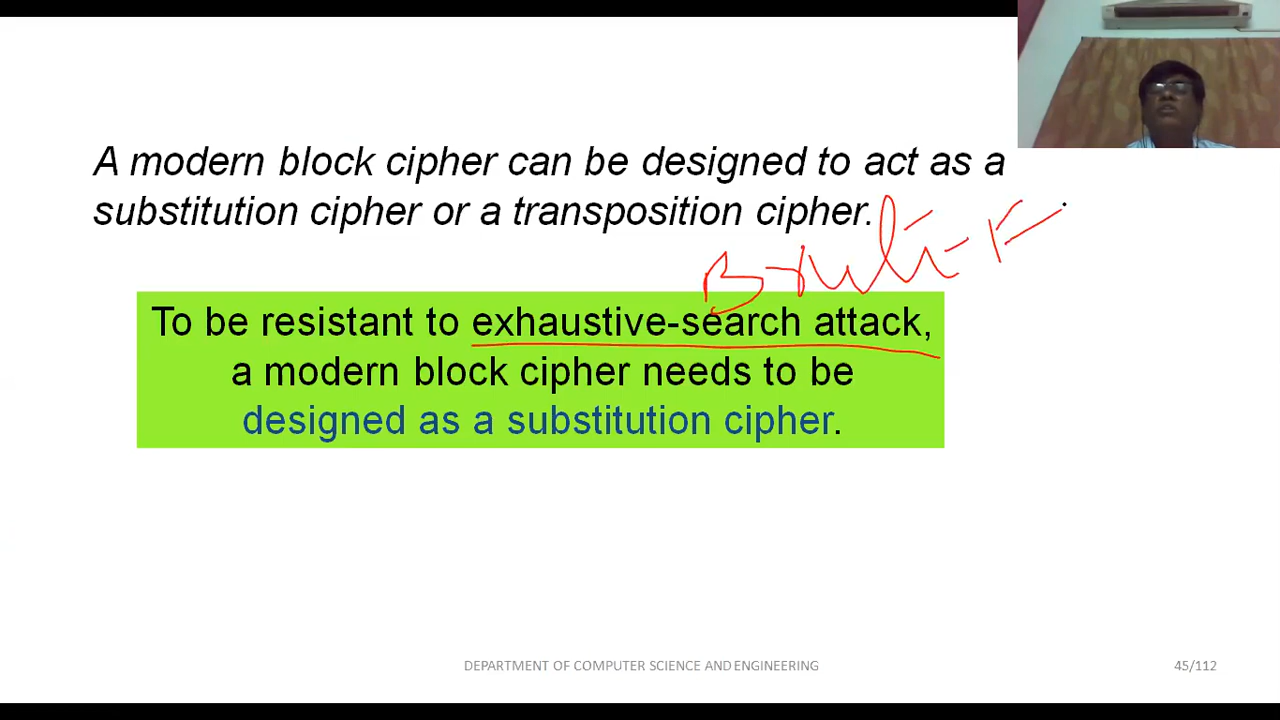 A modern block cipher can be designed to act as a
substitution cipher or a transposition cipher.
To be resistant to exhaustive-search attack,
a modern block cipher needs to be
designed as a substitution cipher.
DEPARTMENT OF COMPUTER SCIENCE AND ENGINEERING
45/112